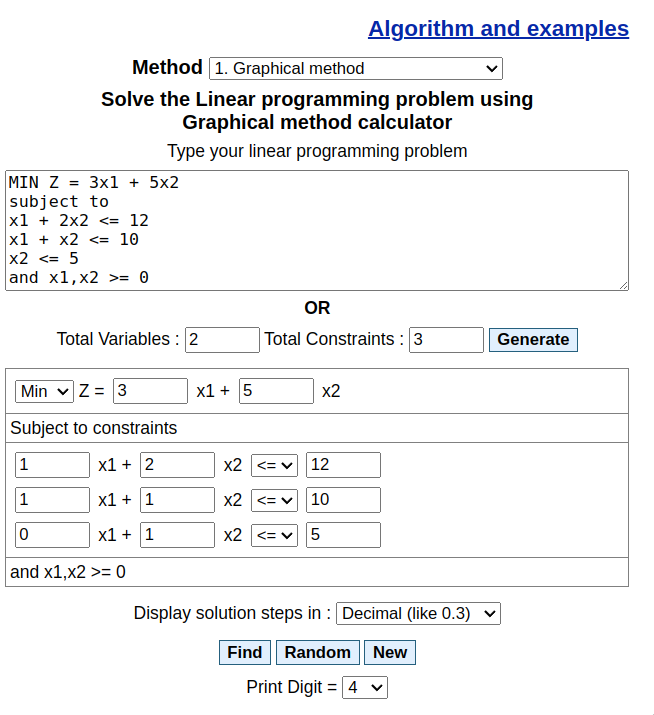 Algorithm and examples
Method 1. Graphical method
Solve the Linear programming problem using
Graphical method calculator
Type your linear programming problem
MIN Z = 3x1 + 5x2
subject to
x1 + 2x2 <= 12
x1 + x2 <= 10
x2 <= 5
and x1,x2 >= 0
OR
Total Variables : 2 Total Constraints : 3 Generate
Min Z = 3 x1 + 5 x2
Subject to constraints
1 x1 + 2 x2 <= 12
1 x1 + 1 x2 <= 10
0 x1 + 1 x2 <= 5
and x1,x2 >= 0
Display solution steps in : Decimal (like 0.3)
Find Random New
Print Digit = 4